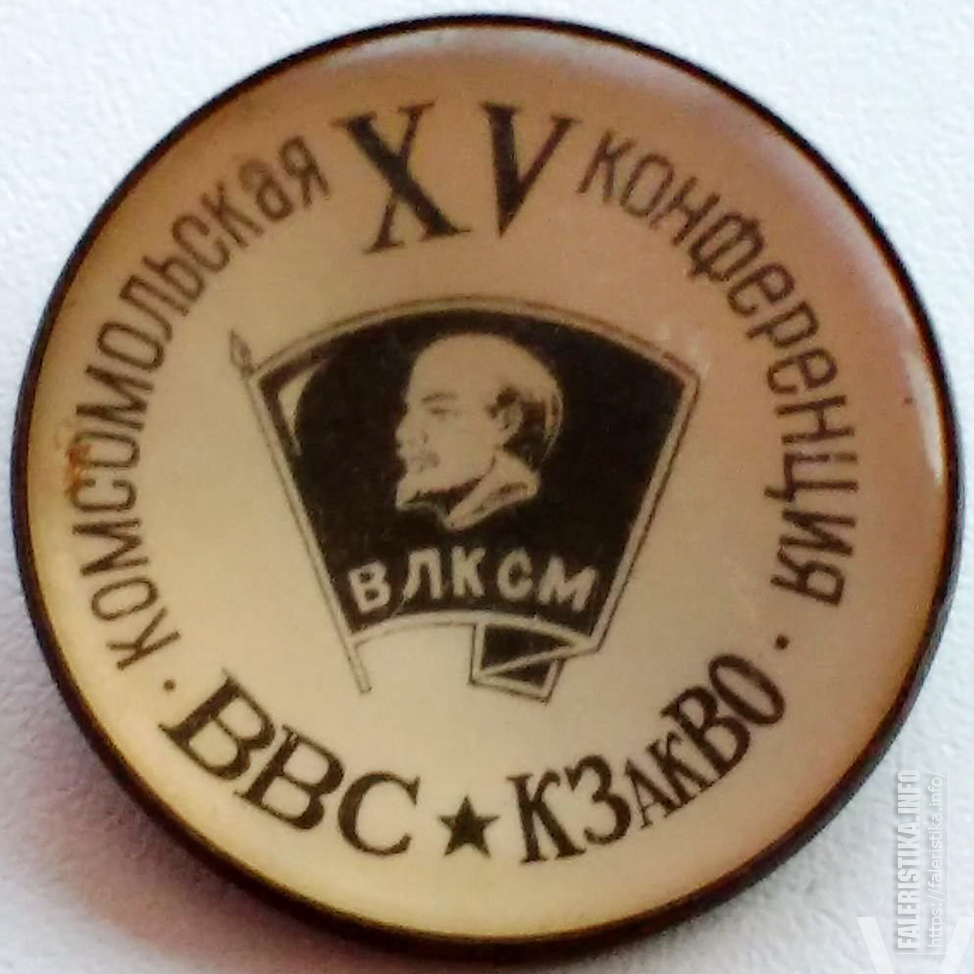 КОМСОМОЛЬСКАЯ XV КОНФЕРЕНЦИЯ
ВЛКСМ
· ВВС ★ КЗАКВО ·
FALERISTIKA.INFO
https://faleristika.info/